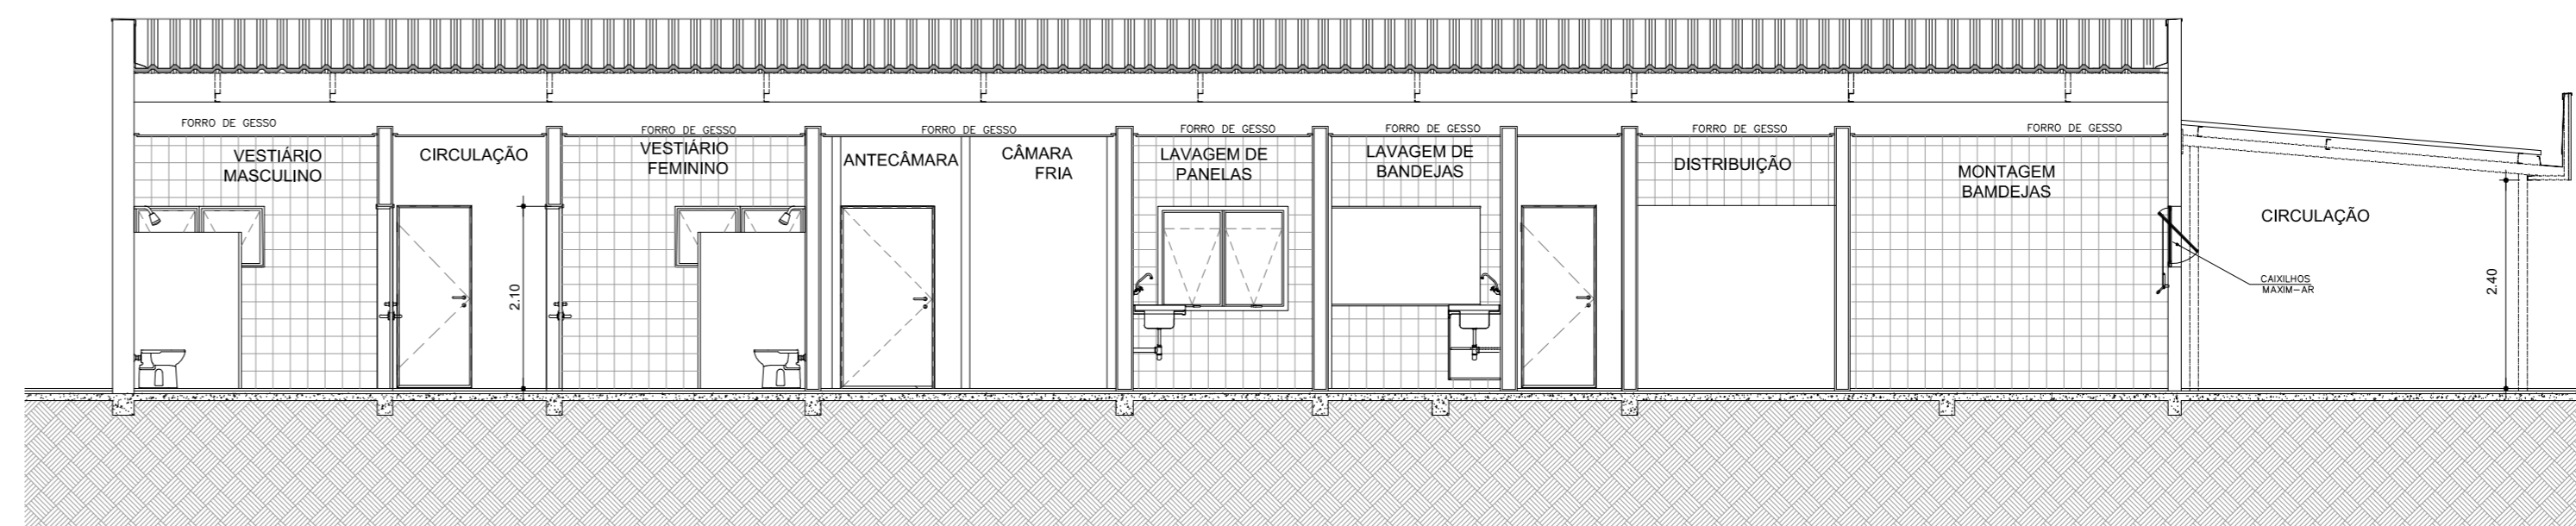 FORRO DE GESSO
FORRO DE GESSO
FORRO DE GESSO
FORRO DE GESSO
FORRO DE GESSO
FORRO DE GESSO
FORRO DE GESSO
VESTIÁRIO
MASCULINO
CIRCULAÇÃO
VESTIÁRIO
FEMININO
ANTECÂMARA
CÂMARA
FRIA
LAVAGEM DE
PANELAS
LAVAGEM DE
BANDEJAS
DISTRIBUIÇÃO
MONTAGEM
BAMDEJAS
CIRCULAÇÃO
2.10
CAIXILHOS
MAXIM-AR
2.40